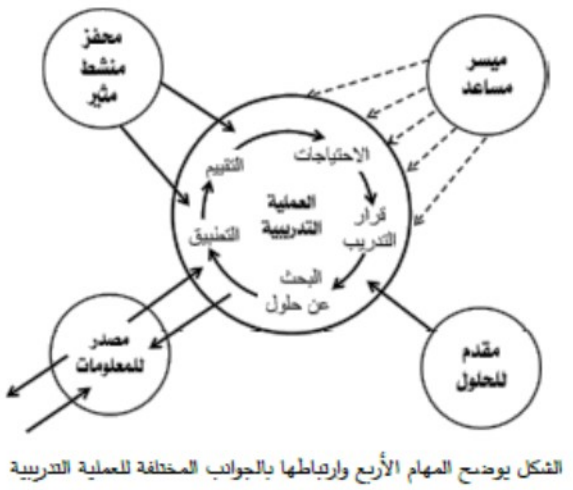 ميسر
مساعد
محفز
منشط
مثير
الاحتياجات
التقييم
قرار
التدريب
العملية
التدريبية
التطبيق
البحث
عن حلول
مصدر
للمعلومات
مقدم
للحلول
الشكل يوضح المهام الأربع وارتباطها بالجوانب المختلفة للعملية التدريبية